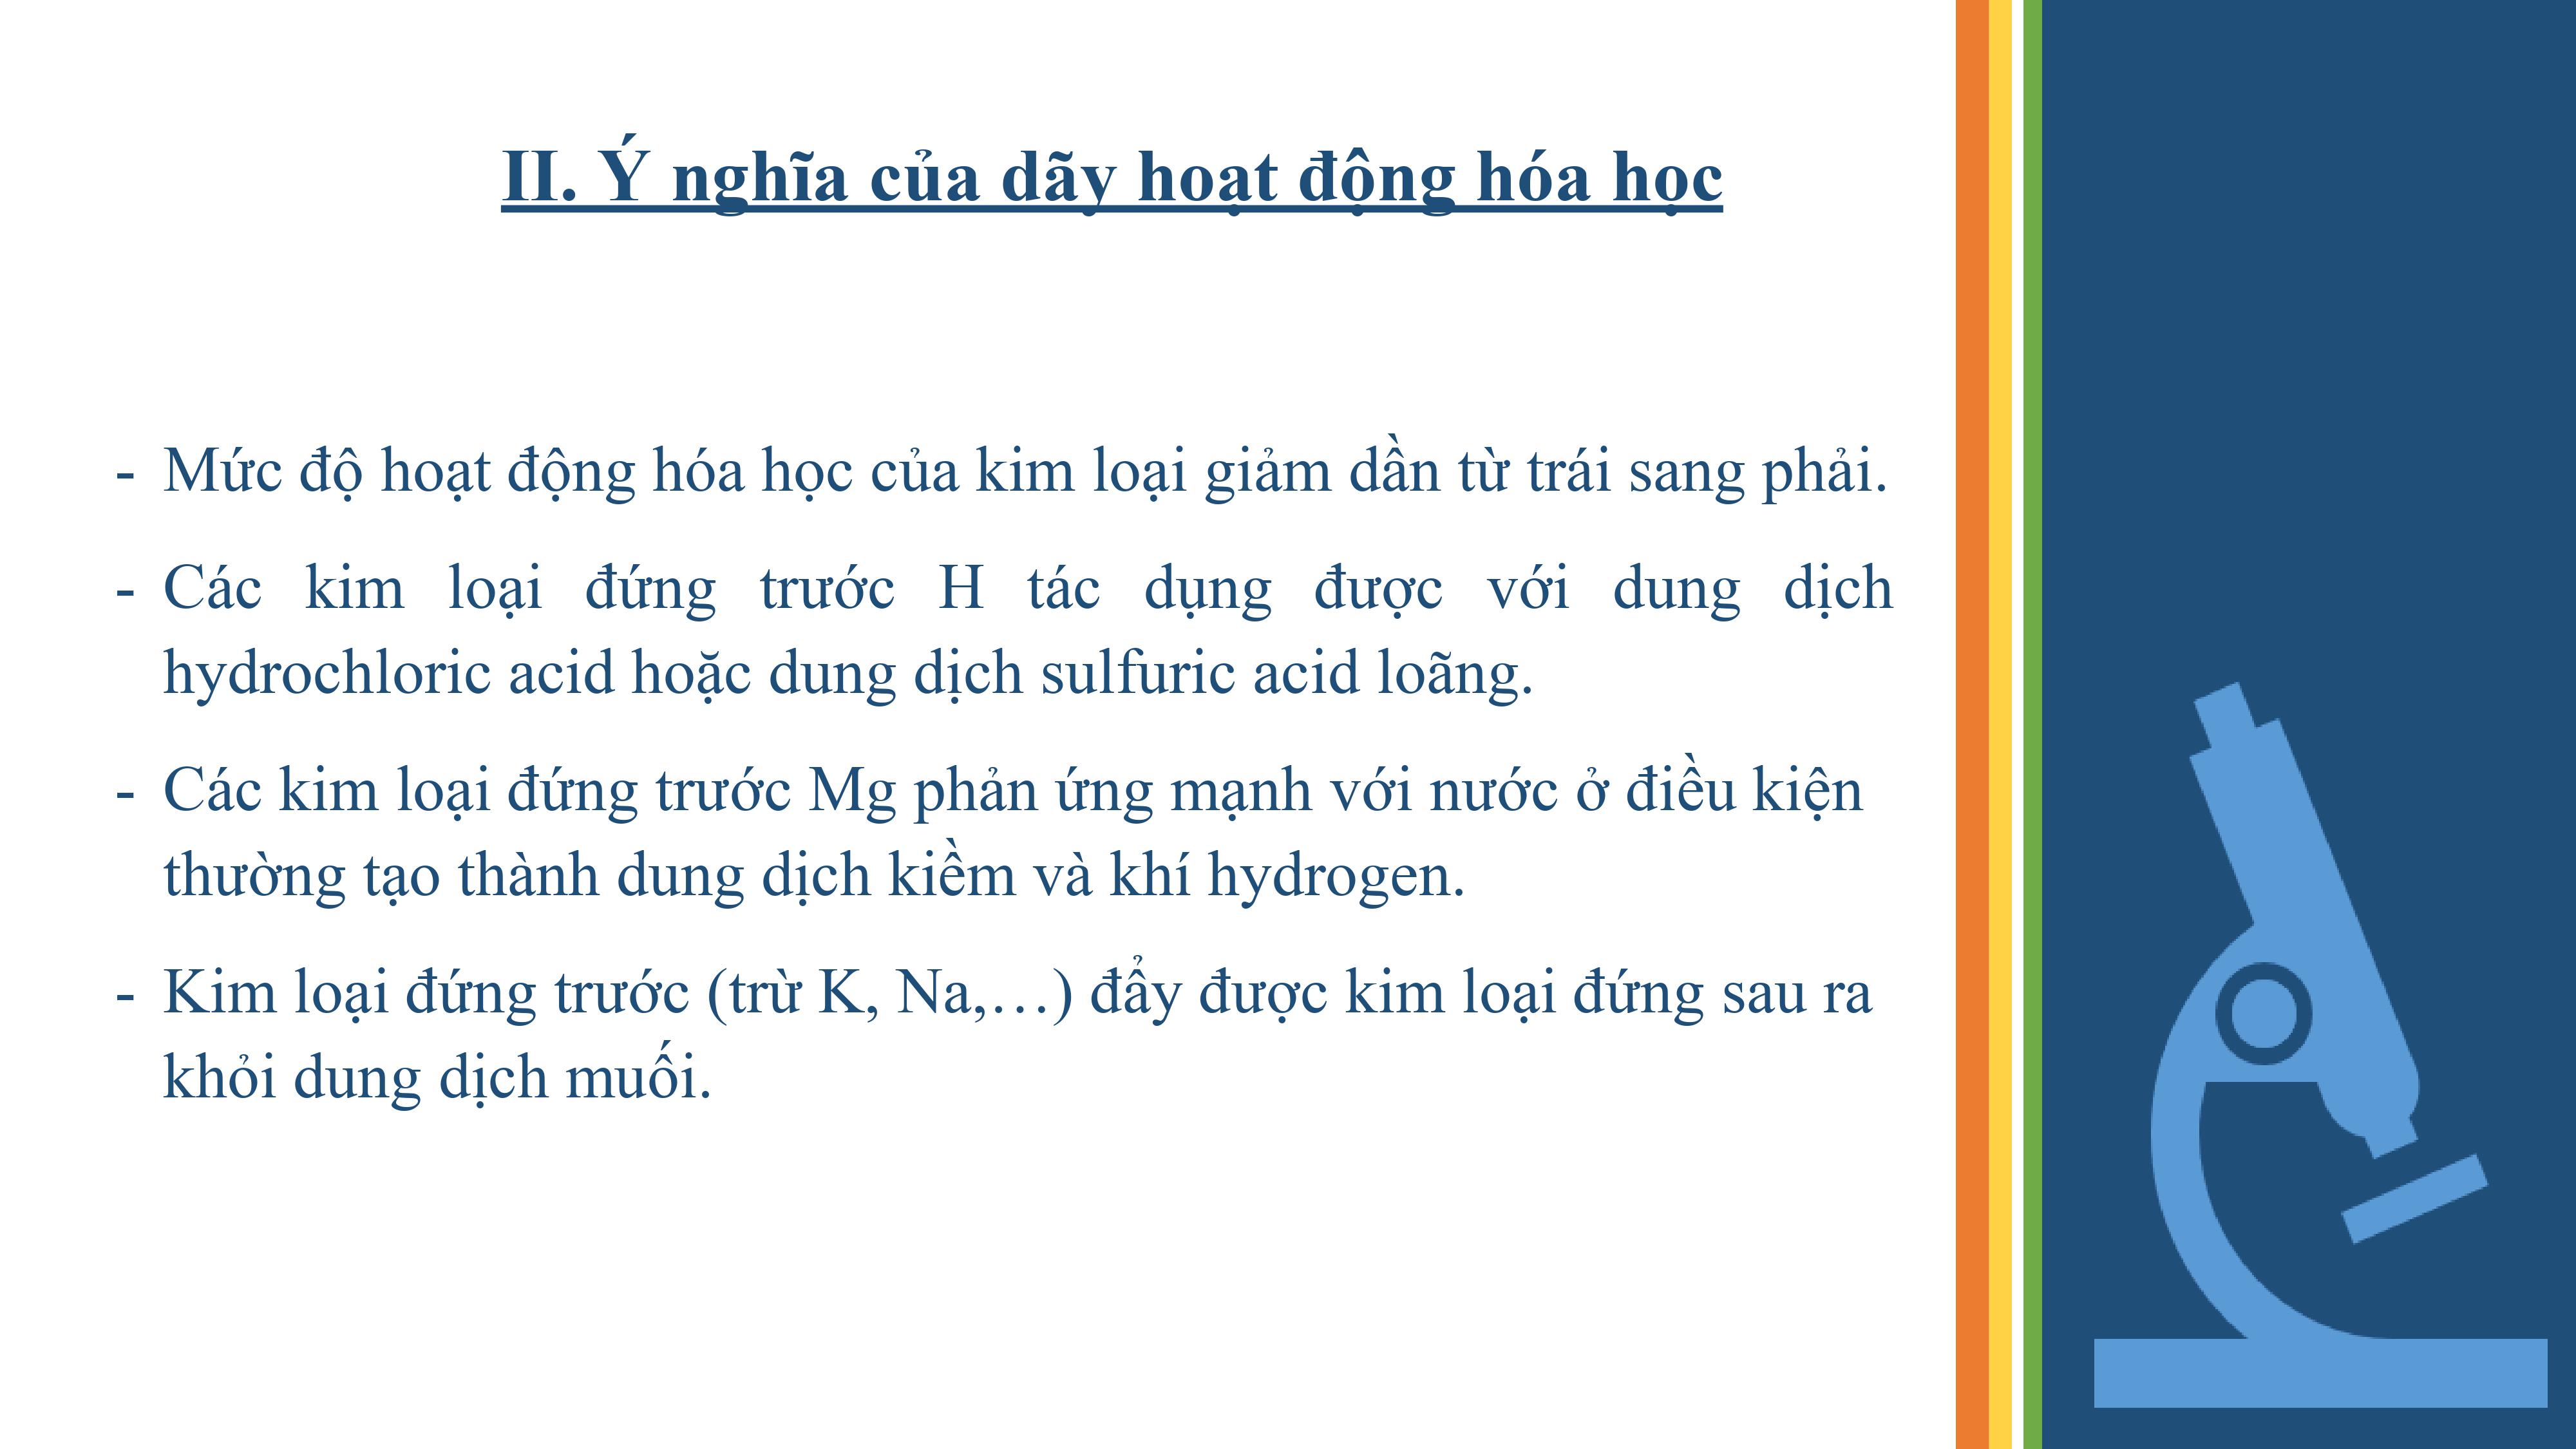 II. Ý nghĩa của dãy hoạt động hóa học
- Mức độ hoạt động hóa học của kim loại giảm dần từ trái sang phải.
- Các kim loại đứng trước H tác dụng được với dung dịch
hydrochloric acid hoặc dung dịch sulfuric acid loãng.
- Các kim loại đứng trước Mg phản ứng mạnh với nước ở điều kiện
thường tạo thành dung dịch kiềm và khí hydrogen.
- Kim loại đứng trước (trừ K, Na,…) đẩy được kim loại đứng sau ra
khỏi dung dịch muối.